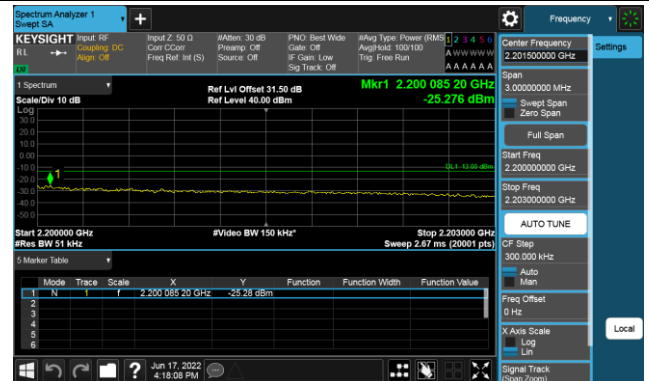 Spectrum Analyzer 1
Swept SA
+
Frequency
KEYSIGHT
RL
Input: RF
Coupling: DC
Align: Off
Input Z: 50 Ω
Corr CCorr
Freq Ref: Int (S)
#Atten: 30 dB
Preamp: Off
Source: Off
PNO: Best Wide
Gate: Off
IF Gain: Low
Sig Track: Off
#Avg Type: Power (RMS
Avg|Hold: 100/100
Trig: Free Run
1 2 3 4 5 6
A W W W W W
A A A A A A
1 Spectrum
Scale/Div 10 dB
Ref Lvl Offset 31.50 dB
Ref Level 40.00 dBm
Mkr1 2.200 085 20 GHz
-25.276 dBm
Log
30.0
20.0
10.0
0.00
-10.0
-20.0
-30.0
-40.0
-50.0
1
DL1 -13.00 dBm
Start 2.200000 GHz
#Res BW 51 kHz
#Video BW 150 kHz*
Stop 2.203000 GHz
Sweep 2.67 ms (20001 pts)
5 Marker Table
Mode Trace Scale X Y Function Function Width Function Value
1 N 1 f 2.200 085 20 GHz -25.28 dBm
2
3
4
5
6
Center Frequency
2.201500000 GHz
Settings
Span
3.00000000 MHz
Swept Span
Zero Span
Full Span
Start Freq
2.200000000 GHz
Stop Freq
2.203000000 GHz
AUTO TUNE
CF Step
300.000 kHz
Auto
Man
Freq Offset
0 Hz
X Axis Scale
Log
Lin
Local
Signal Track
(Span Zoom)
?
Jun 17, 2022
4:18:08 PM